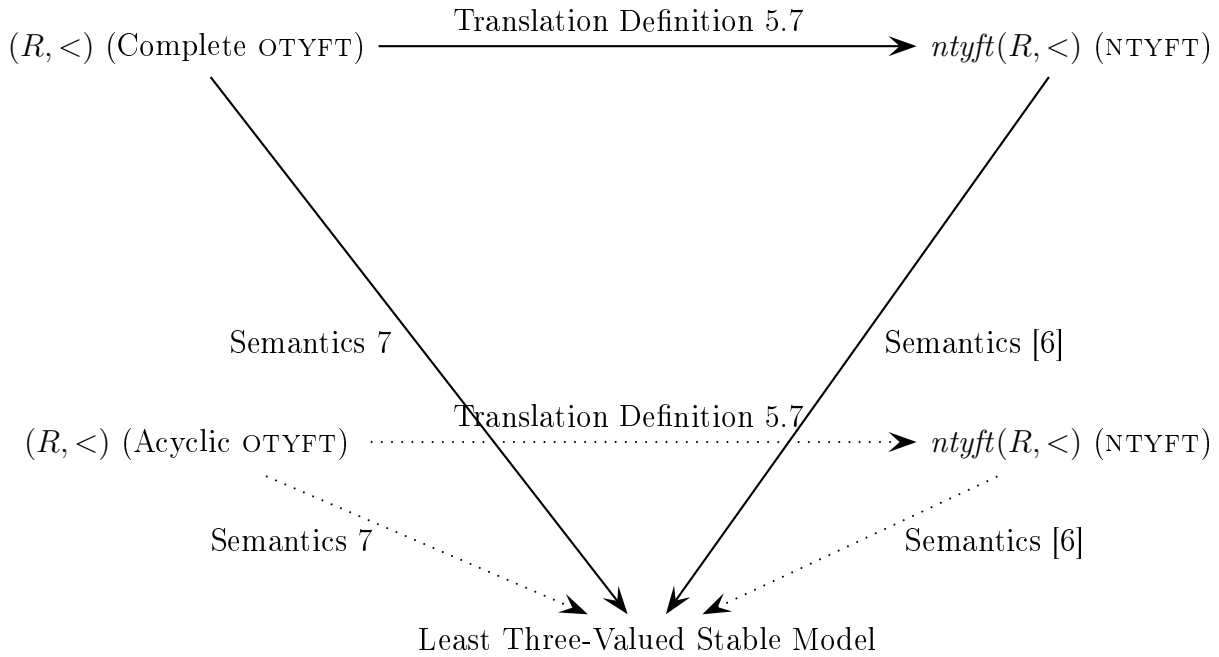 Translation Definition 5.7
(R, <) (Complete OTYFT)
ntyft(R, <) (NTYFT)
Semantics 7
Semantics [6]
Translation Definition 5.7
(R, <) (Acyclic OTYFT)
ntyft(R, <) (NTYFT)
Semantics 7
Semantics [6]
Least Three-Valued Stable Model